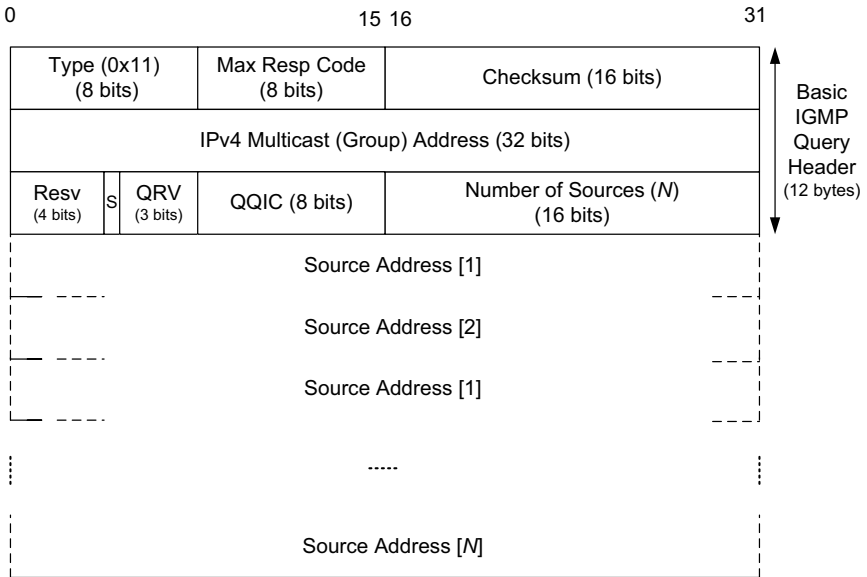 0 15 16 31
Type (0x11)
(8 bits)
Max Resp Code
(8 bits)
Checksum (16 bits)
IPv4 Multicast (Group) Address (32 bits)
Resv
(4 bits)
S
QRV
(3 bits)
QQIC (8 bits)
Number of Sources (N)
(16 bits)
Basic
IGMP
Query
Header
(12 bytes)
Source Address [1]
Source Address [2]
Source Address [1]
.....
Source Address [N]